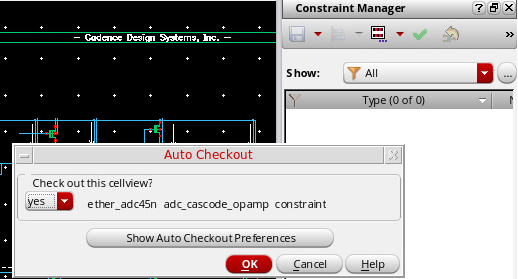 Constraint Manager
— Cadence Design Systems, Inc. —
»
Show: All ...
Type (0 of 0)
Auto Checkout
Check out this cellview?
yes ether_adc45n adc_cascode_opamp constraint
Show Auto Checkout Preferences
OK Cancel Help